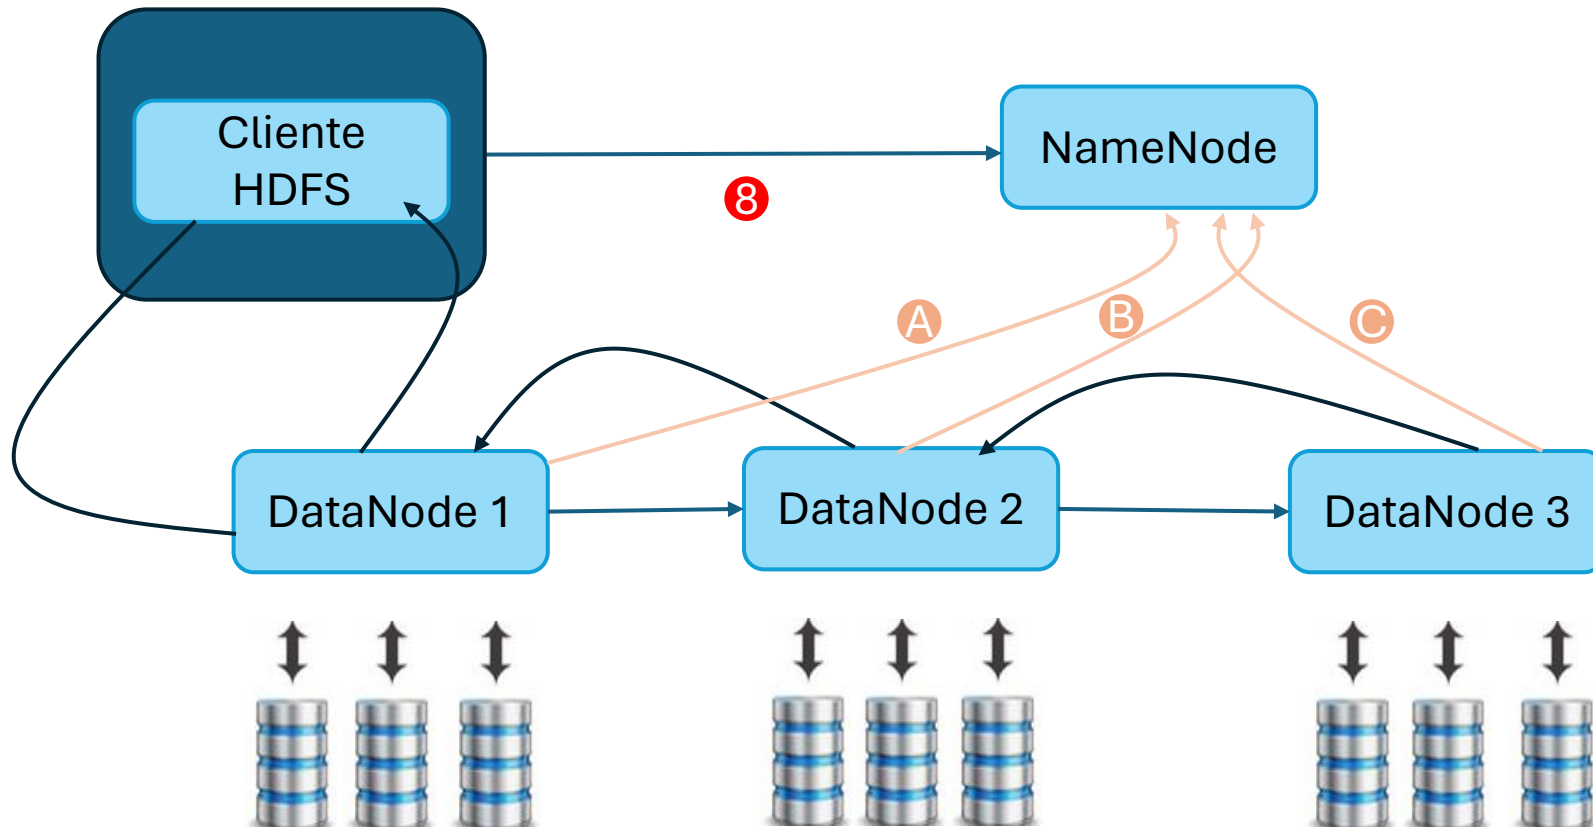 Cliente
HDFS
NameNode
8
A
B
C
DataNode 1
DataNode 2
DataNode 3